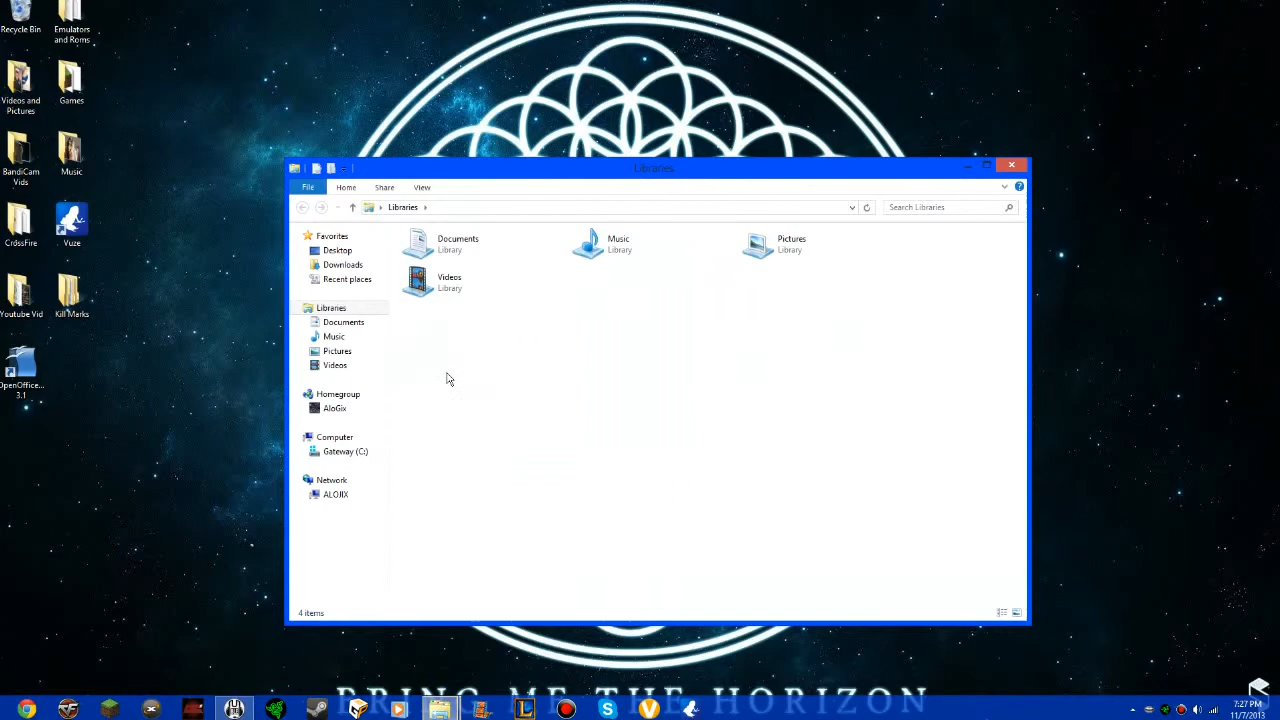 Recycle Bin
Emulators
and Roms
Videos and
Pictures
Games
BandiCam
Vids
Music
CrossFire
Vuze
Youtube Vid
Kill Marks
OpenOffice...
3.1
Libraries
File
Home
Share
View
Libraries
Search Libraries
Favorites
Desktop
Downloads
Recent places
Libraries
Documents
Music
Pictures
Videos
Homegroup
AloGix
Computer
Gateway (C:)
Network
ALOJIX
Documents
Library
Music
Library
Pictures
Library
Videos
Library
4 items
BRING ME THE HORIZON
7:27 PM
11/7/2013